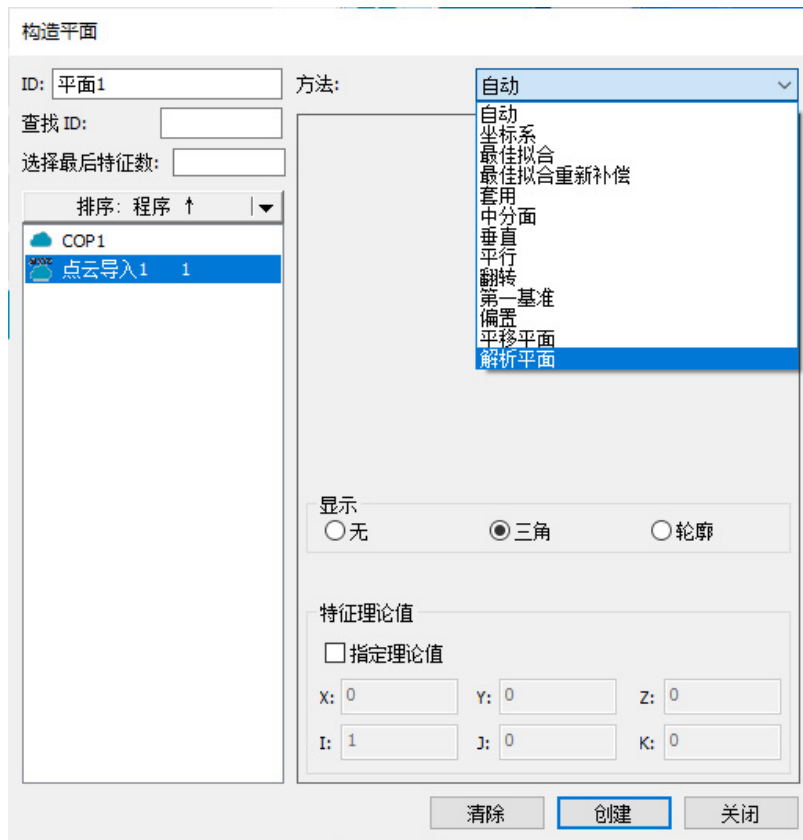 构造平面
ID: 平面1
方法:
自动
查找 ID:
选择最后特征数:
排序: 程序 ↑
COP1
点云导入1 1
自动
坐标系
最佳拟合
最佳拟合重新补偿
套用
中分面
垂直
平行
翻转
第一基准
偏置
平移平面
解析平面
显示
无 三角 轮廓
特征理论值
指定理论值
X: 0 Y: 0 Z: 0
I: 1 J: 0 K: 0
清除 创建 关闭